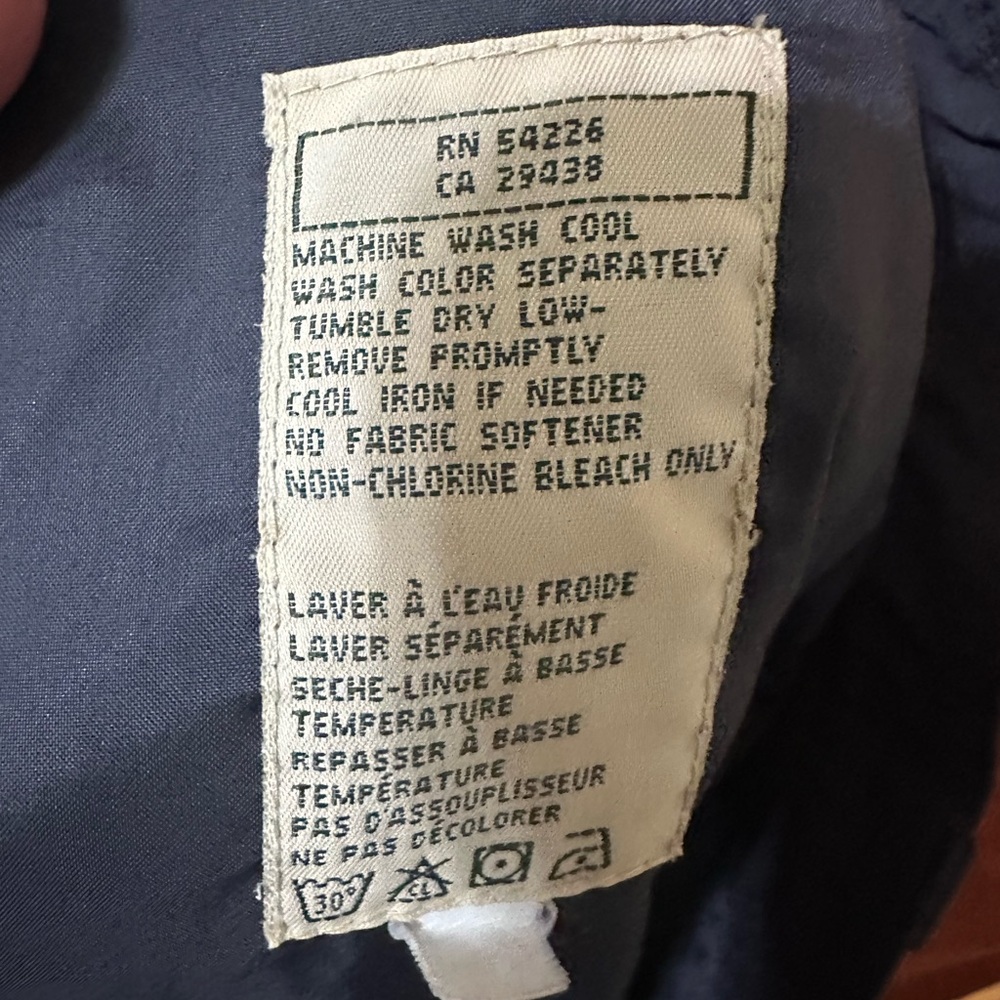 RN 54226
CA 29438
MACHINE WASH COOL
WASH COLOR SEPARATELY
TUMBLE DRY LOW-
REMOVE PROMPTLY
COOL IRON IF NEEDED
NO FABRIC SOFTENER
NON-CHLORINE BLEACH ONLY
LAVER À L'EAU FROIDE
LAVER SÉPARÉMENT
SECHE-LINGE À BASSE
TEMPERATURE
REPASSER À BASSE
TEMPÉRATURE
PAS D'ASSOUPLISSEUR
NE PAS DÉCOLORER
30° CL